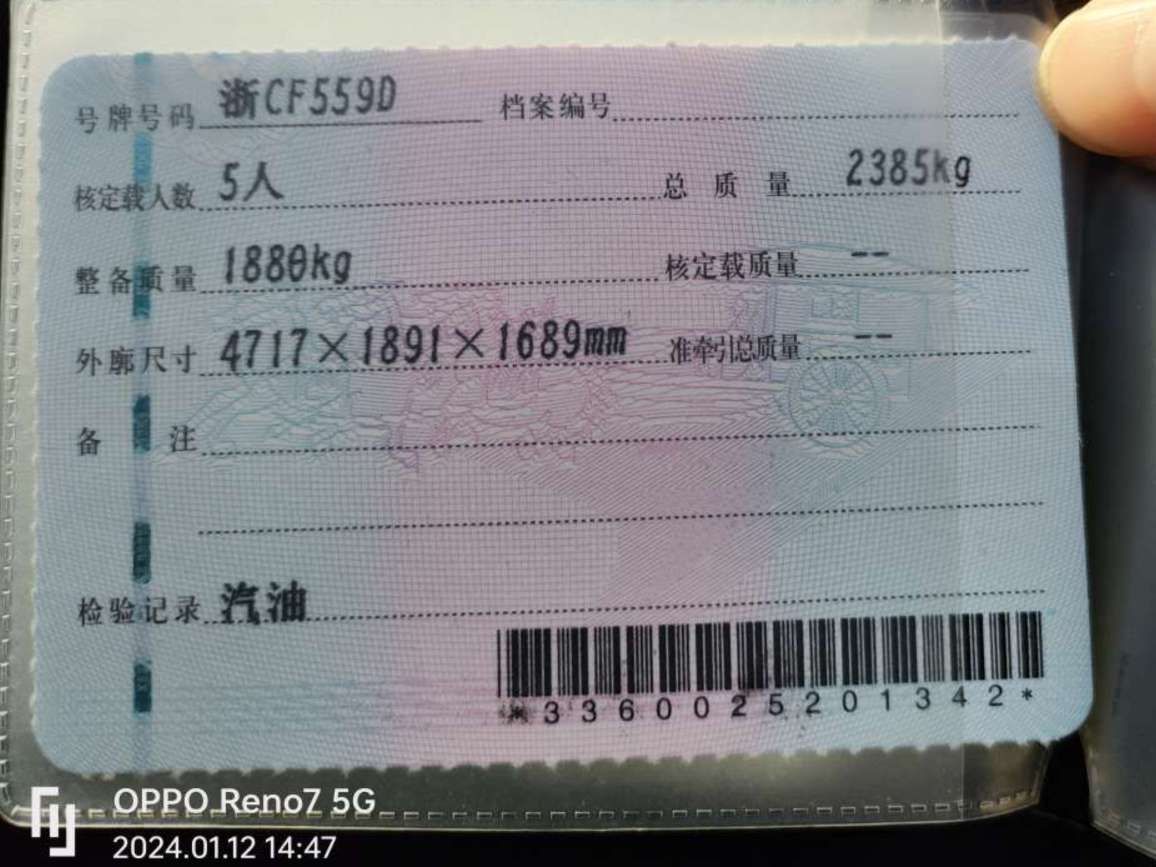 号牌号码 浙CF559D 档案编号
核定载人数 5人 总质量 2385kg
整备质量 1880kg 核定载质量 --
外廓尺寸 4717×1891×1689mm 准牵引总质量 --
备注
检验记录 汽油
*3360025201342*
OPPO Reno7 5G
2024.01.12 14:47